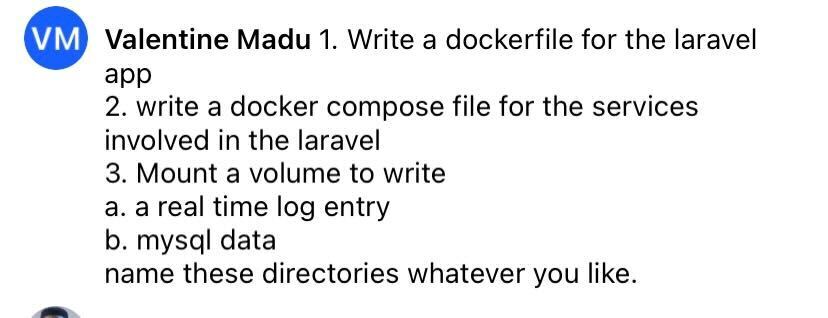 VM Valentine Madu 1. Write a dockerfile for the laravel
app
2. write a docker compose file for the services
involved in the laravel
3. Mount a volume to write
a. a real time log entry
b. mysql data
name these directories whatever you like.